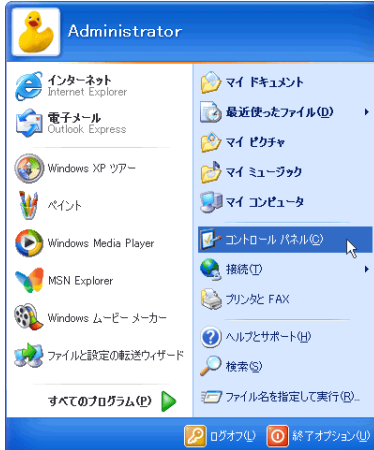 Administrator
インターネット
Internet Explorer
電子メール
Outlook Express
Windows XP ツアー
ペイント
Windows Media Player
MSN Explorer
Windows ムービー メーカー
ファイルと設定の転送ウィザード
すべてのプログラム(P)
マイ ドキュメント
最近使ったファイル(D)
マイ ピクチャ
マイ ミュージック
マイ コンピュータ
コントロール パネル(C)
接続(T)
プリンタと FAX
ヘルプとサポート(H)
検索(S)
ファイル名を指定して実行(R)...
ログオフ(L)
終了オプション(U)